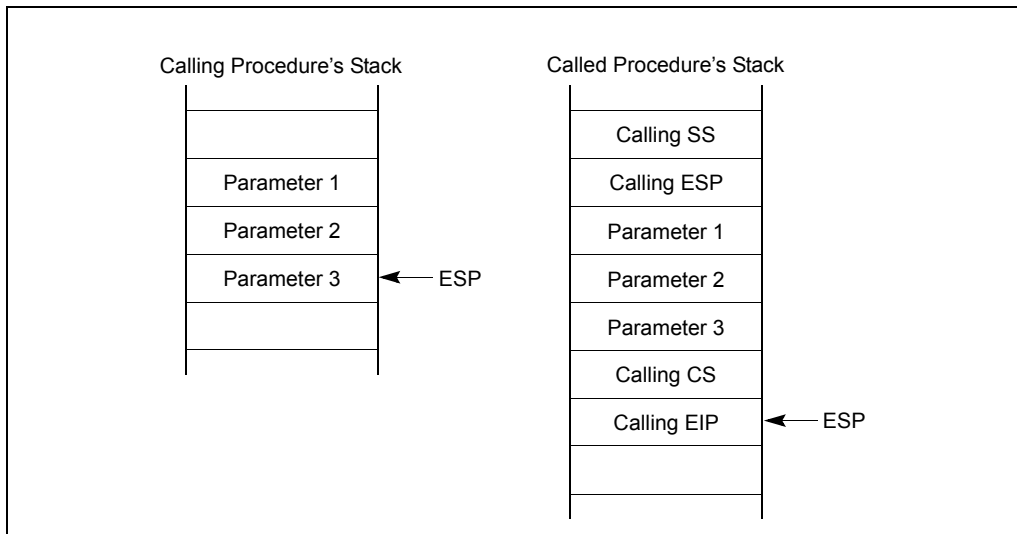 Calling Procedure’s Stack
Parameter 1
Parameter 2
Parameter 3
ESP
Called Procedure’s Stack
Calling SS
Calling ESP
Parameter 1
Parameter 2
Parameter 3
Calling CS
Calling EIP
ESP